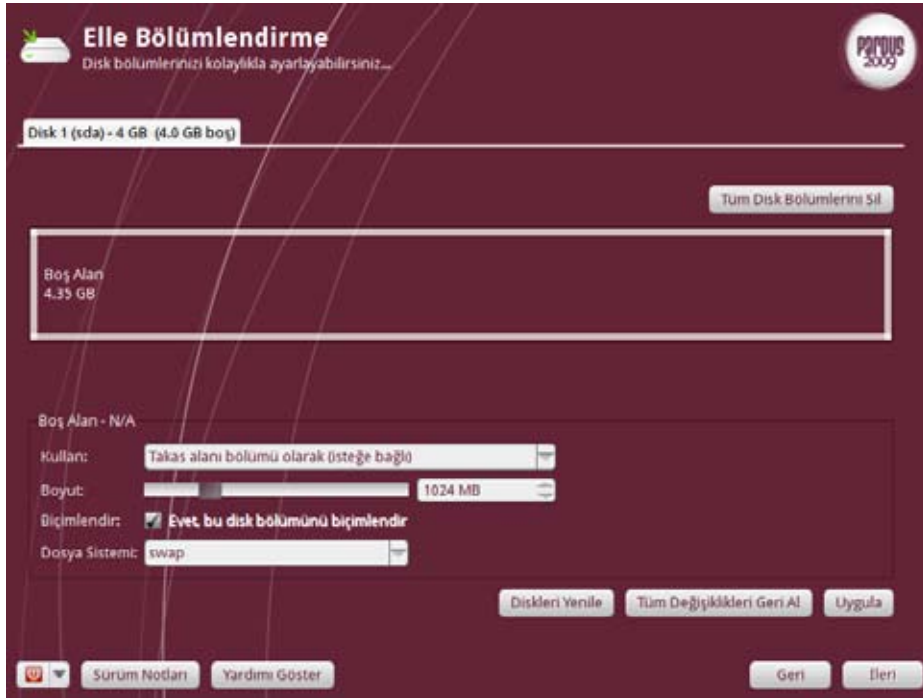 Elle Bölümlendirme
Disk bölümlerinizi kolaylıkla ayarlayabilirsiniz...
PARDUS
2009
Disk 1 (sda) - 4 GB (4.0 GB boş)
Tüm Disk Bölümlerini Sil
Boş Alan
4.35 GB
Boş Alan - N/A
Kullan: Takas alanı bölümü olarak (isteğe bağlı)
Boyut: 1024 MB
Biçimlendir: Evet, bu disk bölümünü biçimlendir
Dosya Sistemi: swap
Diskleri Yenile Tüm Değişiklikleri Geri Al Uygula
Sürüm Notları Yardımı Göster Geri İleri